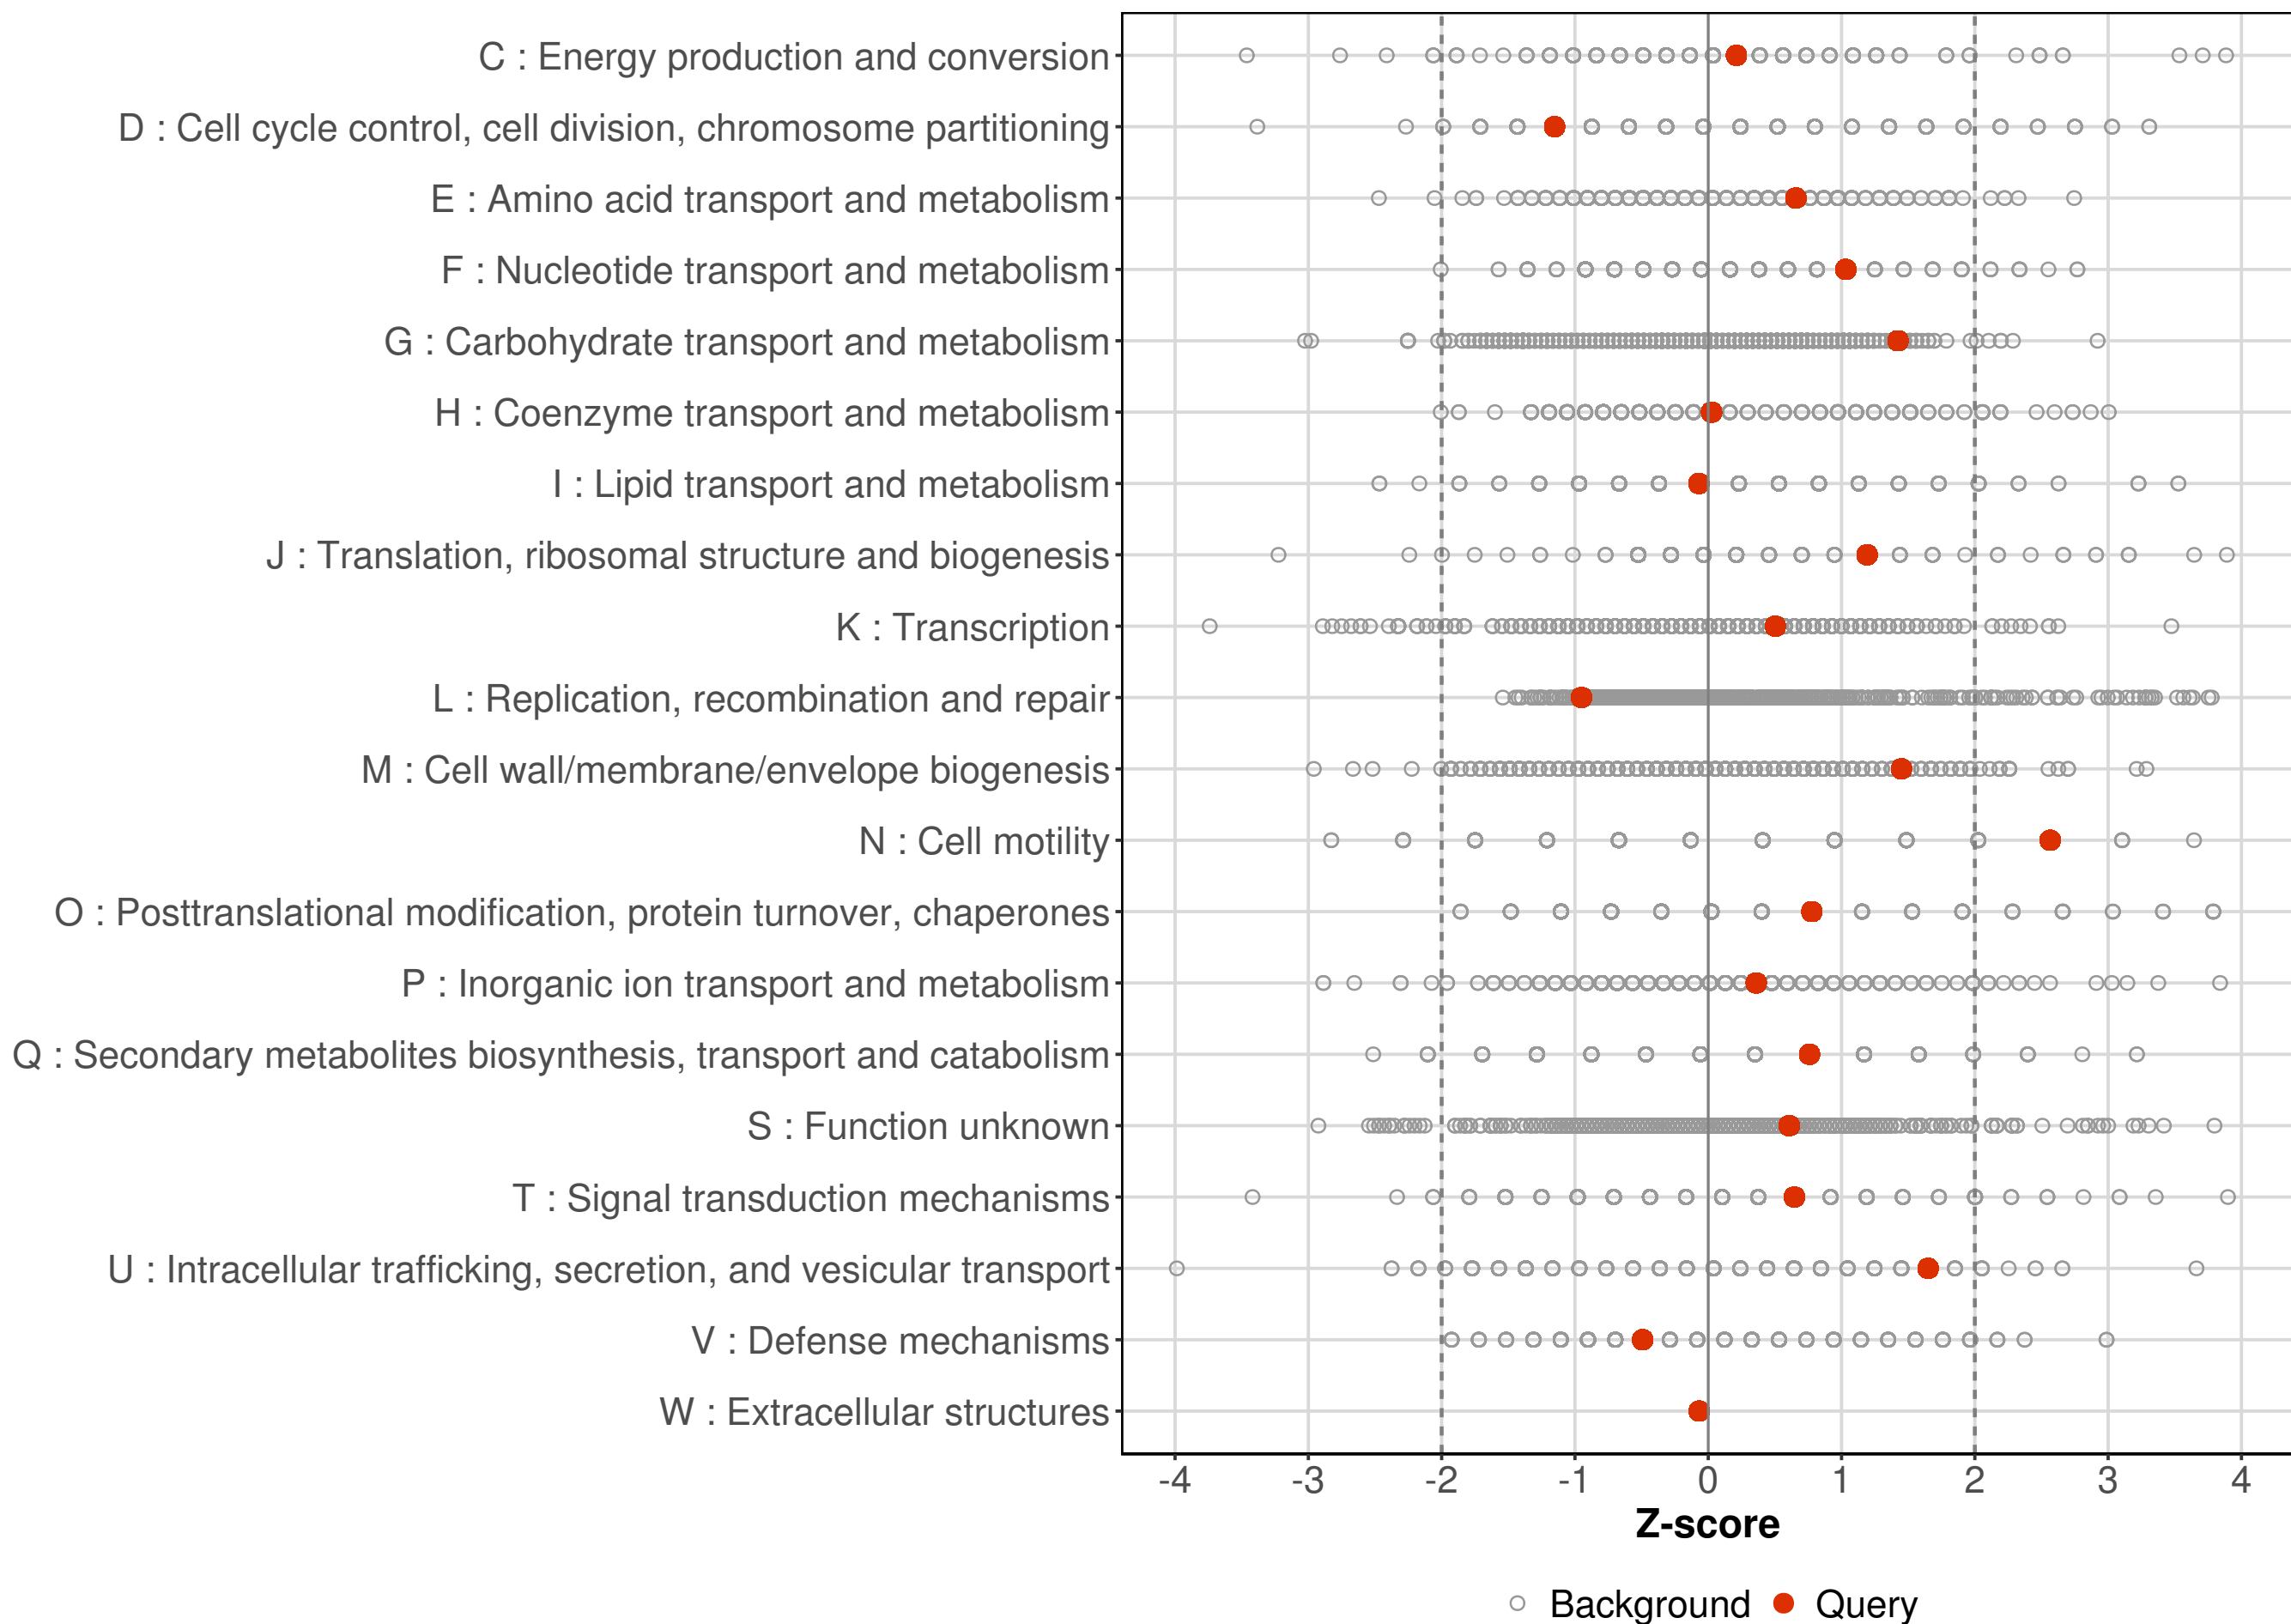 C : Energy production and conversion
D : Cell cycle control, cell division, chromosome partitioning
E : Amino acid transport and metabolism
F : Nucleotide transport and metabolism
G : Carbohydrate transport and metabolism
H : Coenzyme transport and metabolism
I : Lipid transport and metabolism
J : Translation, ribosomal structure and biogenesis
K : Transcription
L : Replication, recombination and repair
M : Cell wall/membrane/envelope biogenesis
N : Cell motility
O : Posttranslational modification, protein turnover, chaperones
P : Inorganic ion transport and metabolism
Q : Secondary metabolites biosynthesis, transport and catabolism
S : Function unknown
T : Signal transduction mechanisms
U : Intracellular trafficking, secretion, and vesicular transport
V : Defense mechanisms
W : Extracellular structures
-4 -3 -2 -1 0 1 2 3 4
Z-score
Background Query